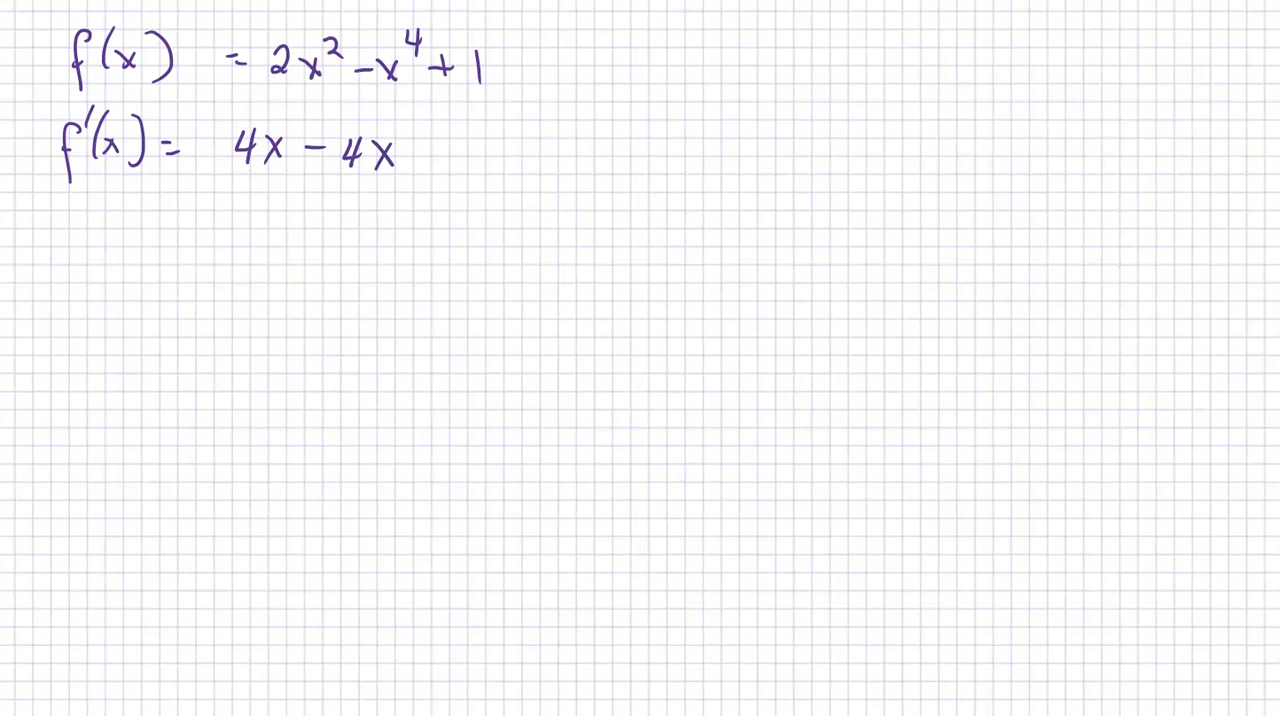 f(x) = 2x² - x⁴ + 1
f'(x) = 4x - 4x